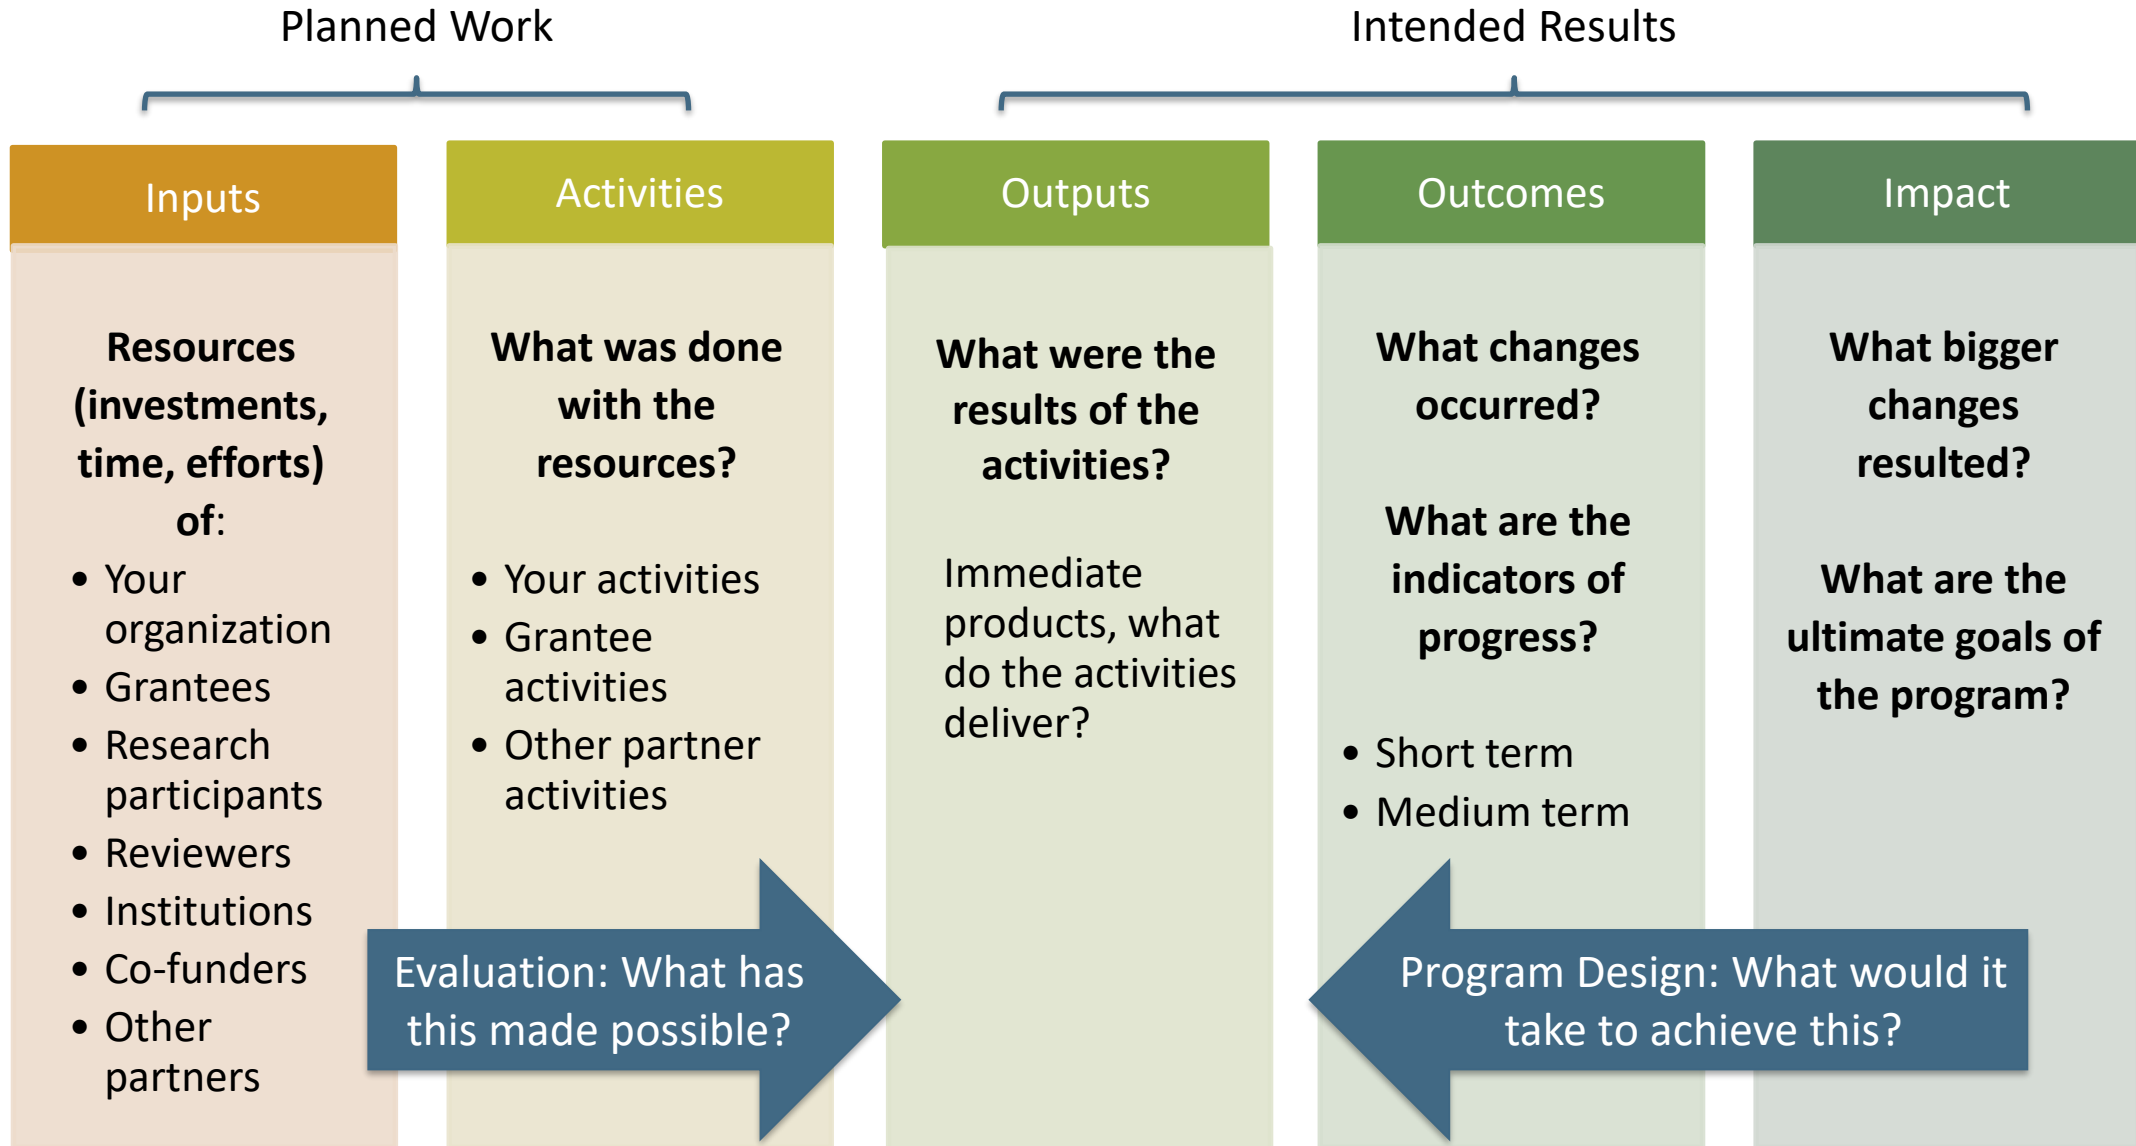 Planned Work
Intended Results
Inputs
Resources
(investments,
time, efforts)
of:
• Your
organization
• Grantees
• Research
participants
• Reviewers
• Institutions
• Co-funders
• Other
partners
Activities
What was done
with the
resources?
• Your activities
• Grantee
activities
• Other partner
activities
Outputs
What were the
results of the
activities?
Immediate
products, what
do the activities
deliver?
Outcomes
What changes
occurred?
What are the
indicators of
progress?
• Short term
• Medium term
Impact
What bigger
changes
resulted?
What are the
ultimate goals of
the program?
Evaluation: What has
this made possible?
Program Design: What would it
take to achieve this?